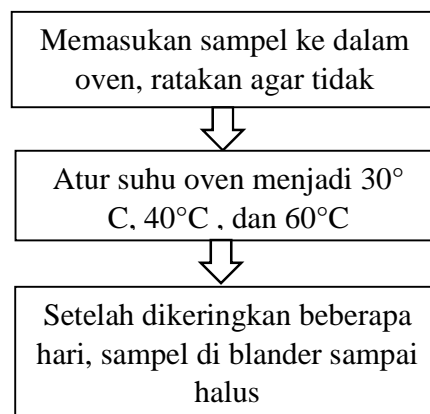 Memasukan sampel ke dalam
oven, ratakan agar tidak
Atur suhu oven menjadi 30°
C, 40°C , dan 60°C
Setelah dikeringkan beberapa
hari, sampel di blander sampai
halus